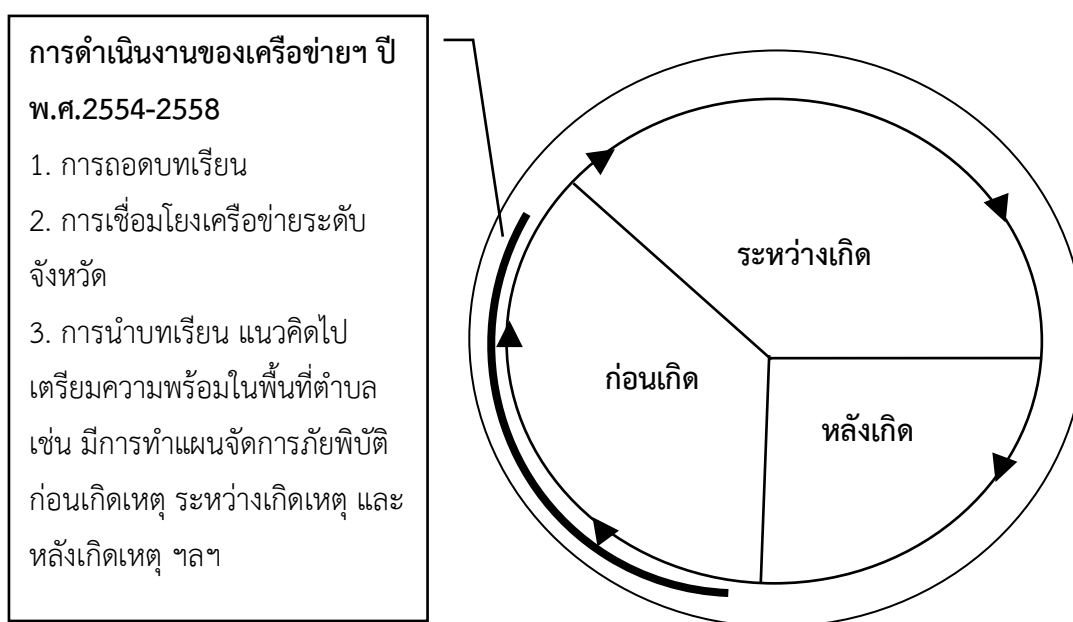 การดำเนินงานของเครือข่ายฯ ปี
พ.ศ.2554-2558
1. การถอดบทเรียน
2. การเชื่อมโยงเครือข่ายระดับ
จังหวัด
3. การนำบทเรียน แนวคิดไป
เตรียมความพร้อมในพื้นที่ตำบล
เช่น มีการทำแผนจัดการภัยพิบัติ
ก่อนเกิดเหตุ ระหว่างเกิดเหตุ และ
หลังเกิดเหตุ ฯลฯ
ระหว่างเกิด
ก่อนเกิด
หลังเกิด